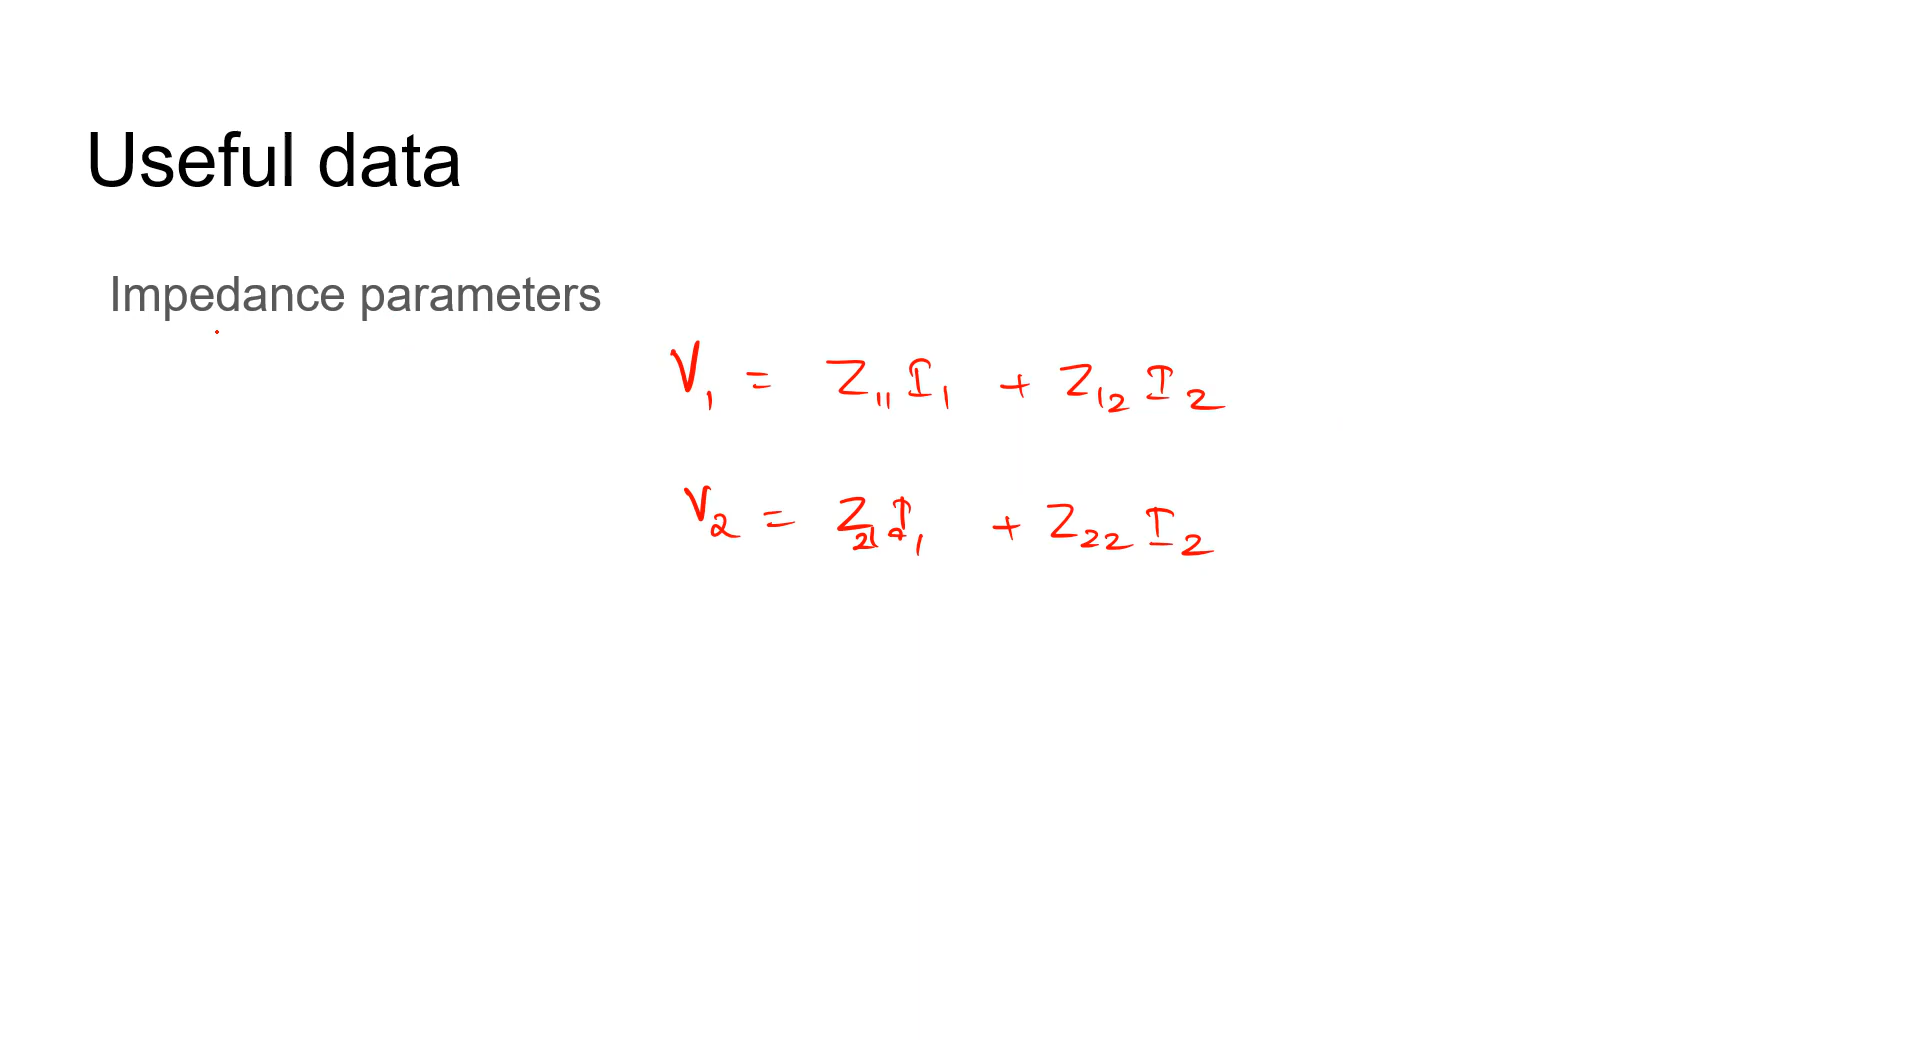 Useful data
Impedance parameters
V₁ = Z₁₁ I₁ + Z₁₂ I₂
V₂ = Z₂₁ I₁ + Z₂₂ I₂